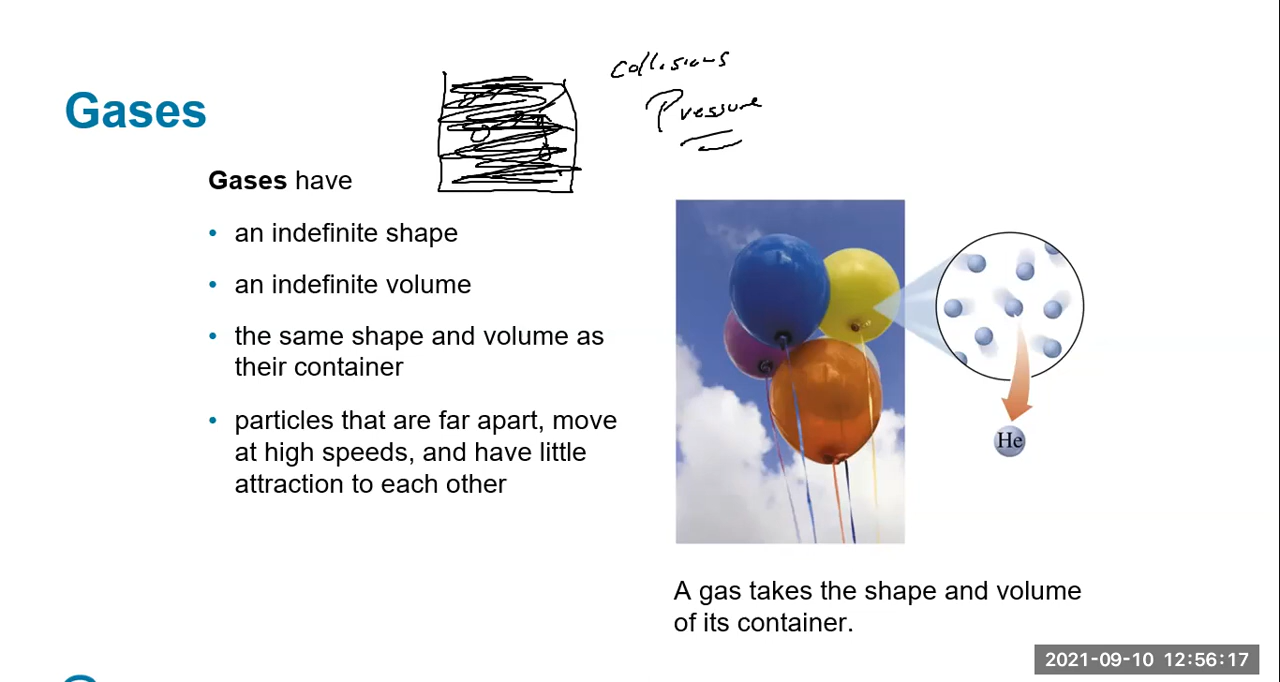 collisions
Pressure
Gases
Gases have
• an indefinite shape
• an indefinite volume
• the same shape and volume as
their container
• particles that are far apart, move
at high speeds, and have little
attraction to each other
He
A gas takes the shape and volume
of its container.
2021-09-10 12:56:17